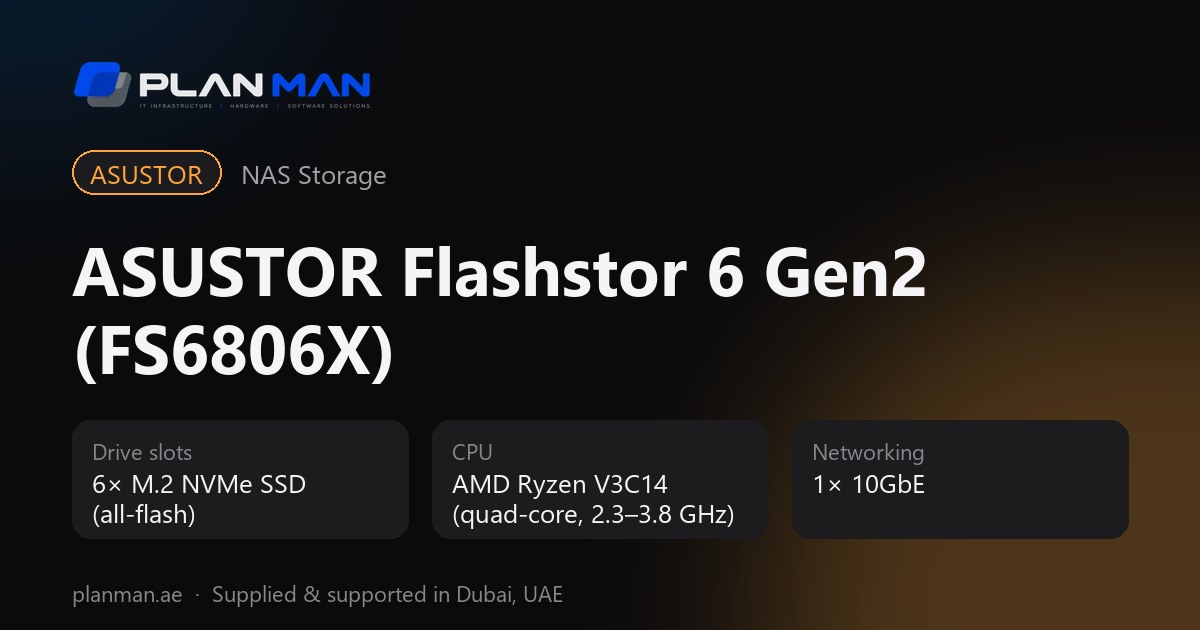 PLAN MAN
IT INFRASTRUCTURE | HARDWARE | SOFTWARE SOLUTIONS
ASUSTOR NAS Storage
ASUSTOR Flashstor 6 Gen2
(FS6806X)
Drive slots
6× M.2 NVMe SSD
(all-flash)
CPU
AMD Ryzen V3C14
(quad-core, 2.3–3.8 GHz)
Networking
1× 10GbE
planman.ae · Supplied & supported in Dubai, UAE